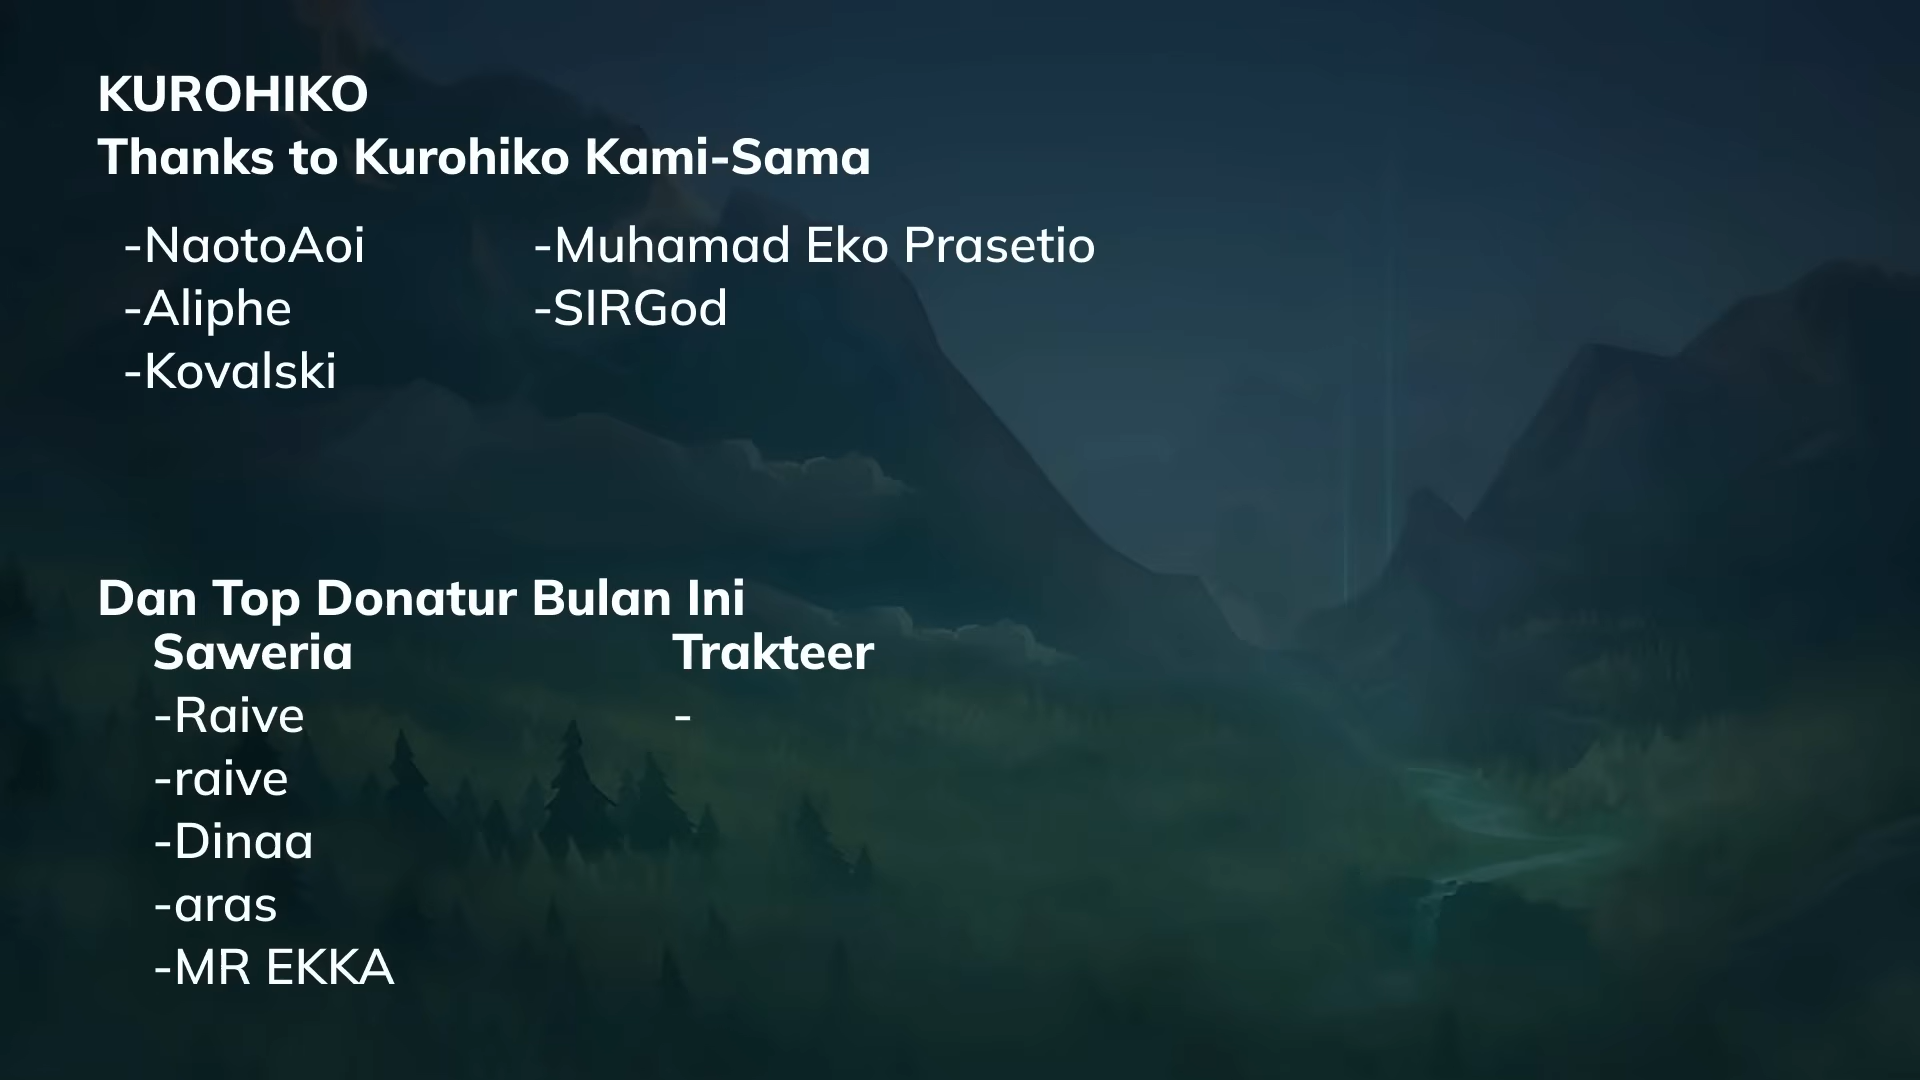 KUROHIKO
Thanks to Kurohiko Kami-Sama
-NaotoAoi
-Aliphe
-Kovalski
-Muhamad Eko Prasetio
-SIRGod
Dan Top Donatur Bulan Ini
Saweria
-Raive
-raive
-Dinaa
-aras
-MR EKKA
Trakteer
-